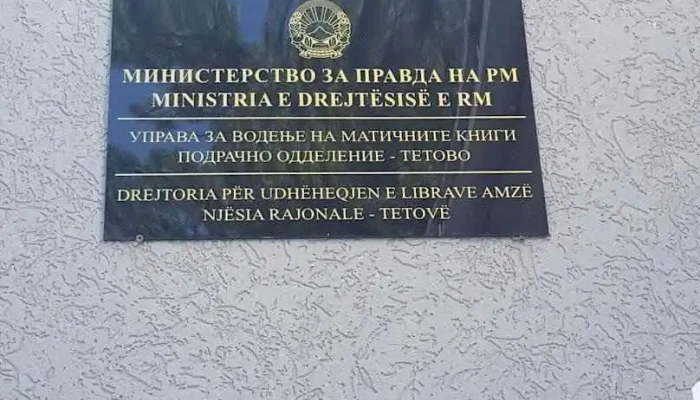 МИНИСТЕРСТВО ЗА ПРАВДА НА РМ
MINISTRIA E DREJTËSISË E RM
УПРАВА ЗА ВОДЕЊЕ НА МАТИЧНИТЕ КНИГИ
ПОДРАЧНО ОДДЕЛЕНИЕ - ТЕТОВО
DREJTORIA PËR UDHËHEQJEN E LIBRAVE AMZË
NJËSIA RAJONALE - TETOVË